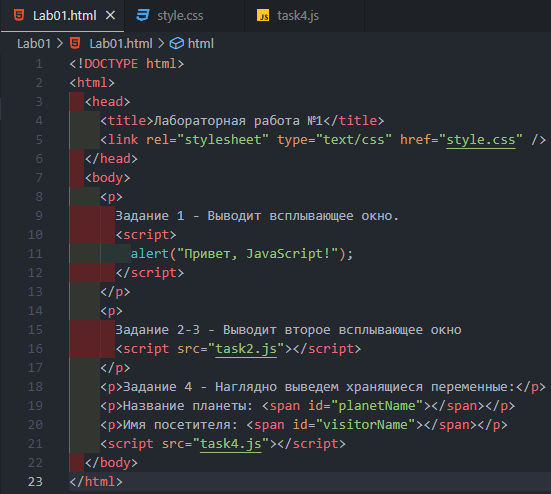 Lab01.html
style.css
task4.js
Lab01 > Lab01.html > html
1 <!DOCTYPE html>
2 <html>
3 <head>
4 <title>Лабораторная работа №1</title>
5 <link rel="stylesheet" type="text/css" href="style.css" />
6 </head>
7 <body>
8 <p>
9 Задание 1 - Выводит всплывающее окно.
10 <script>
11 alert("Привет, JavaScript!");
12 </script>
13 </p>
14 <p>
15 Задание 2-3 - Выводит второе всплывающее окно
16 <script src="task2.js"></script>
17 </p>
18 <p>Задание 4 - Наглядно выведем хранящиеся переменные:</p>
19 <p>Название планеты: <span id="planetName"></span></p>
20 <p>Имя посетителя: <span id="visitorName"></span></p>
21 <script src="task4.js"></script>
22 </body>
23 </html>